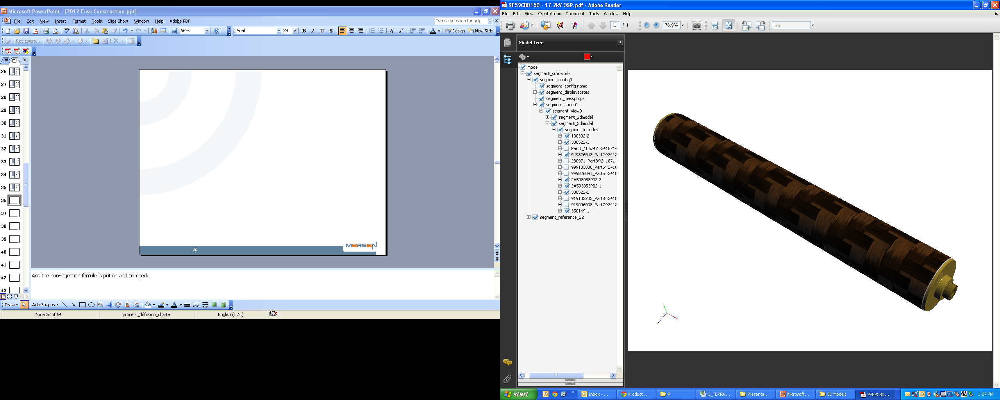 Microsoft PowerPoint - [2012 Fuse Construction.ppt]
File Edit View Insert Format Tools Slide Show Window Help Adobe PDF
Type a question for help
66%
Arial
24
B I U S
A A
A
Design
New Slide
Reviewers...
26
27
28
29
30
31
32
33
34
35
36
37
38
39
40
41
42
43
36
MERSEN
And the non-rejection ferrule is put on and crimped.
Draw
AutoShapes
Slide 36 of 64
process_diffusion_charte
English (U.S.)
9F59CBD150 - 17.2kV OSP.pdf - Adobe Reader
File Edit View Create!form Document Tools Window Help
1 / 1
76.9%
Find
Model Tree
model
segment_solidworks
segment_config0
segment_config name
segment_displaystates
segment_massprops
segment_sheet0
segment_view0
segment_2dmodel
segment_3dmodel
segment_includes
130302-2
330522-3
Part1_106747^241871-
949826043_Part2^2418
280971_Part3^241871-
999103008_Part6^2418
949826041_Part5^2418
2A593053P02-2
2A593053P02-1
330522-2
919102233_Part8^2418
919006033_Part7^2418
350149-1
segment_reference_22
start
Inbox - ...
Product ...
R
C_FERRA...
Presenta...
Microsoft...
3D Models
9F59CBD...
1:07 PM